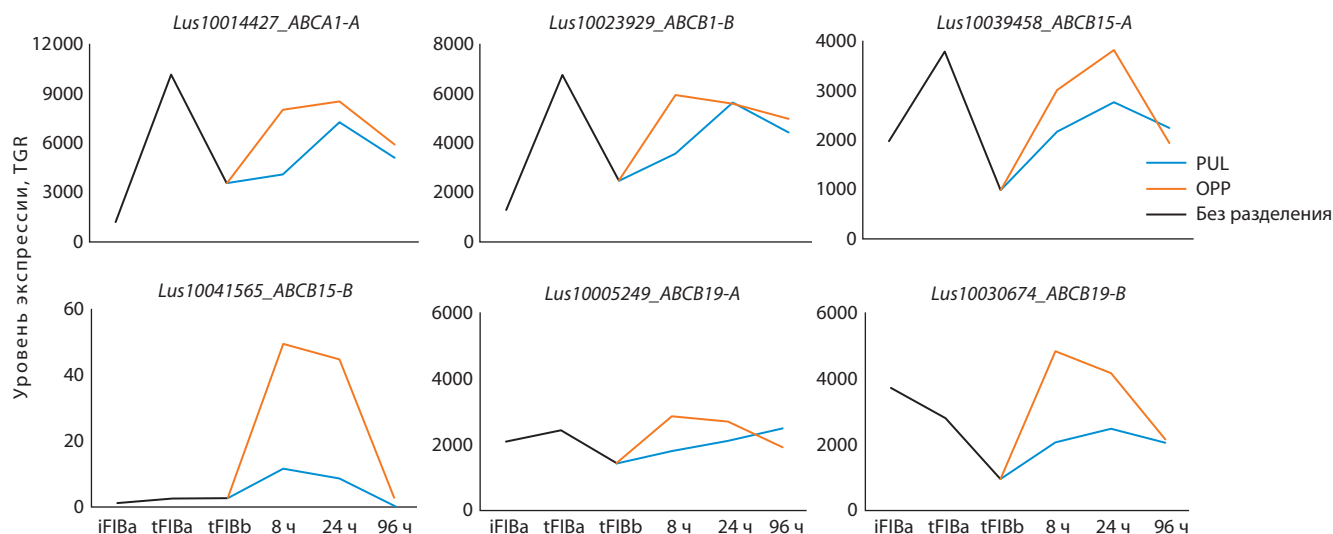 Lus10014427_ABCA1-A
Lus10023929_ABCB1-B
Lus10039458_ABCB15-A
Уровень экспрессии, TGR
12000
9000
6000
3000
0
8000
6000
4000
2000
0
4000
3000
2000
1000
0
PUL
OPP
Без разделения
Lus10041565_ABCB15-B
Lus10005249_ABCB19-A
Lus10030674_ABCB19-B
60
40
20
0
6000
4000
2000
0
6000
4000
2000
0
iFIBa tFIBa tFIBb 8 ч 24 ч 96 ч
iFIBa tFIBa tFIBb 8 ч 24 ч 96 ч
iFIBa tFIBa tFIBb 8 ч 24 ч 96 ч